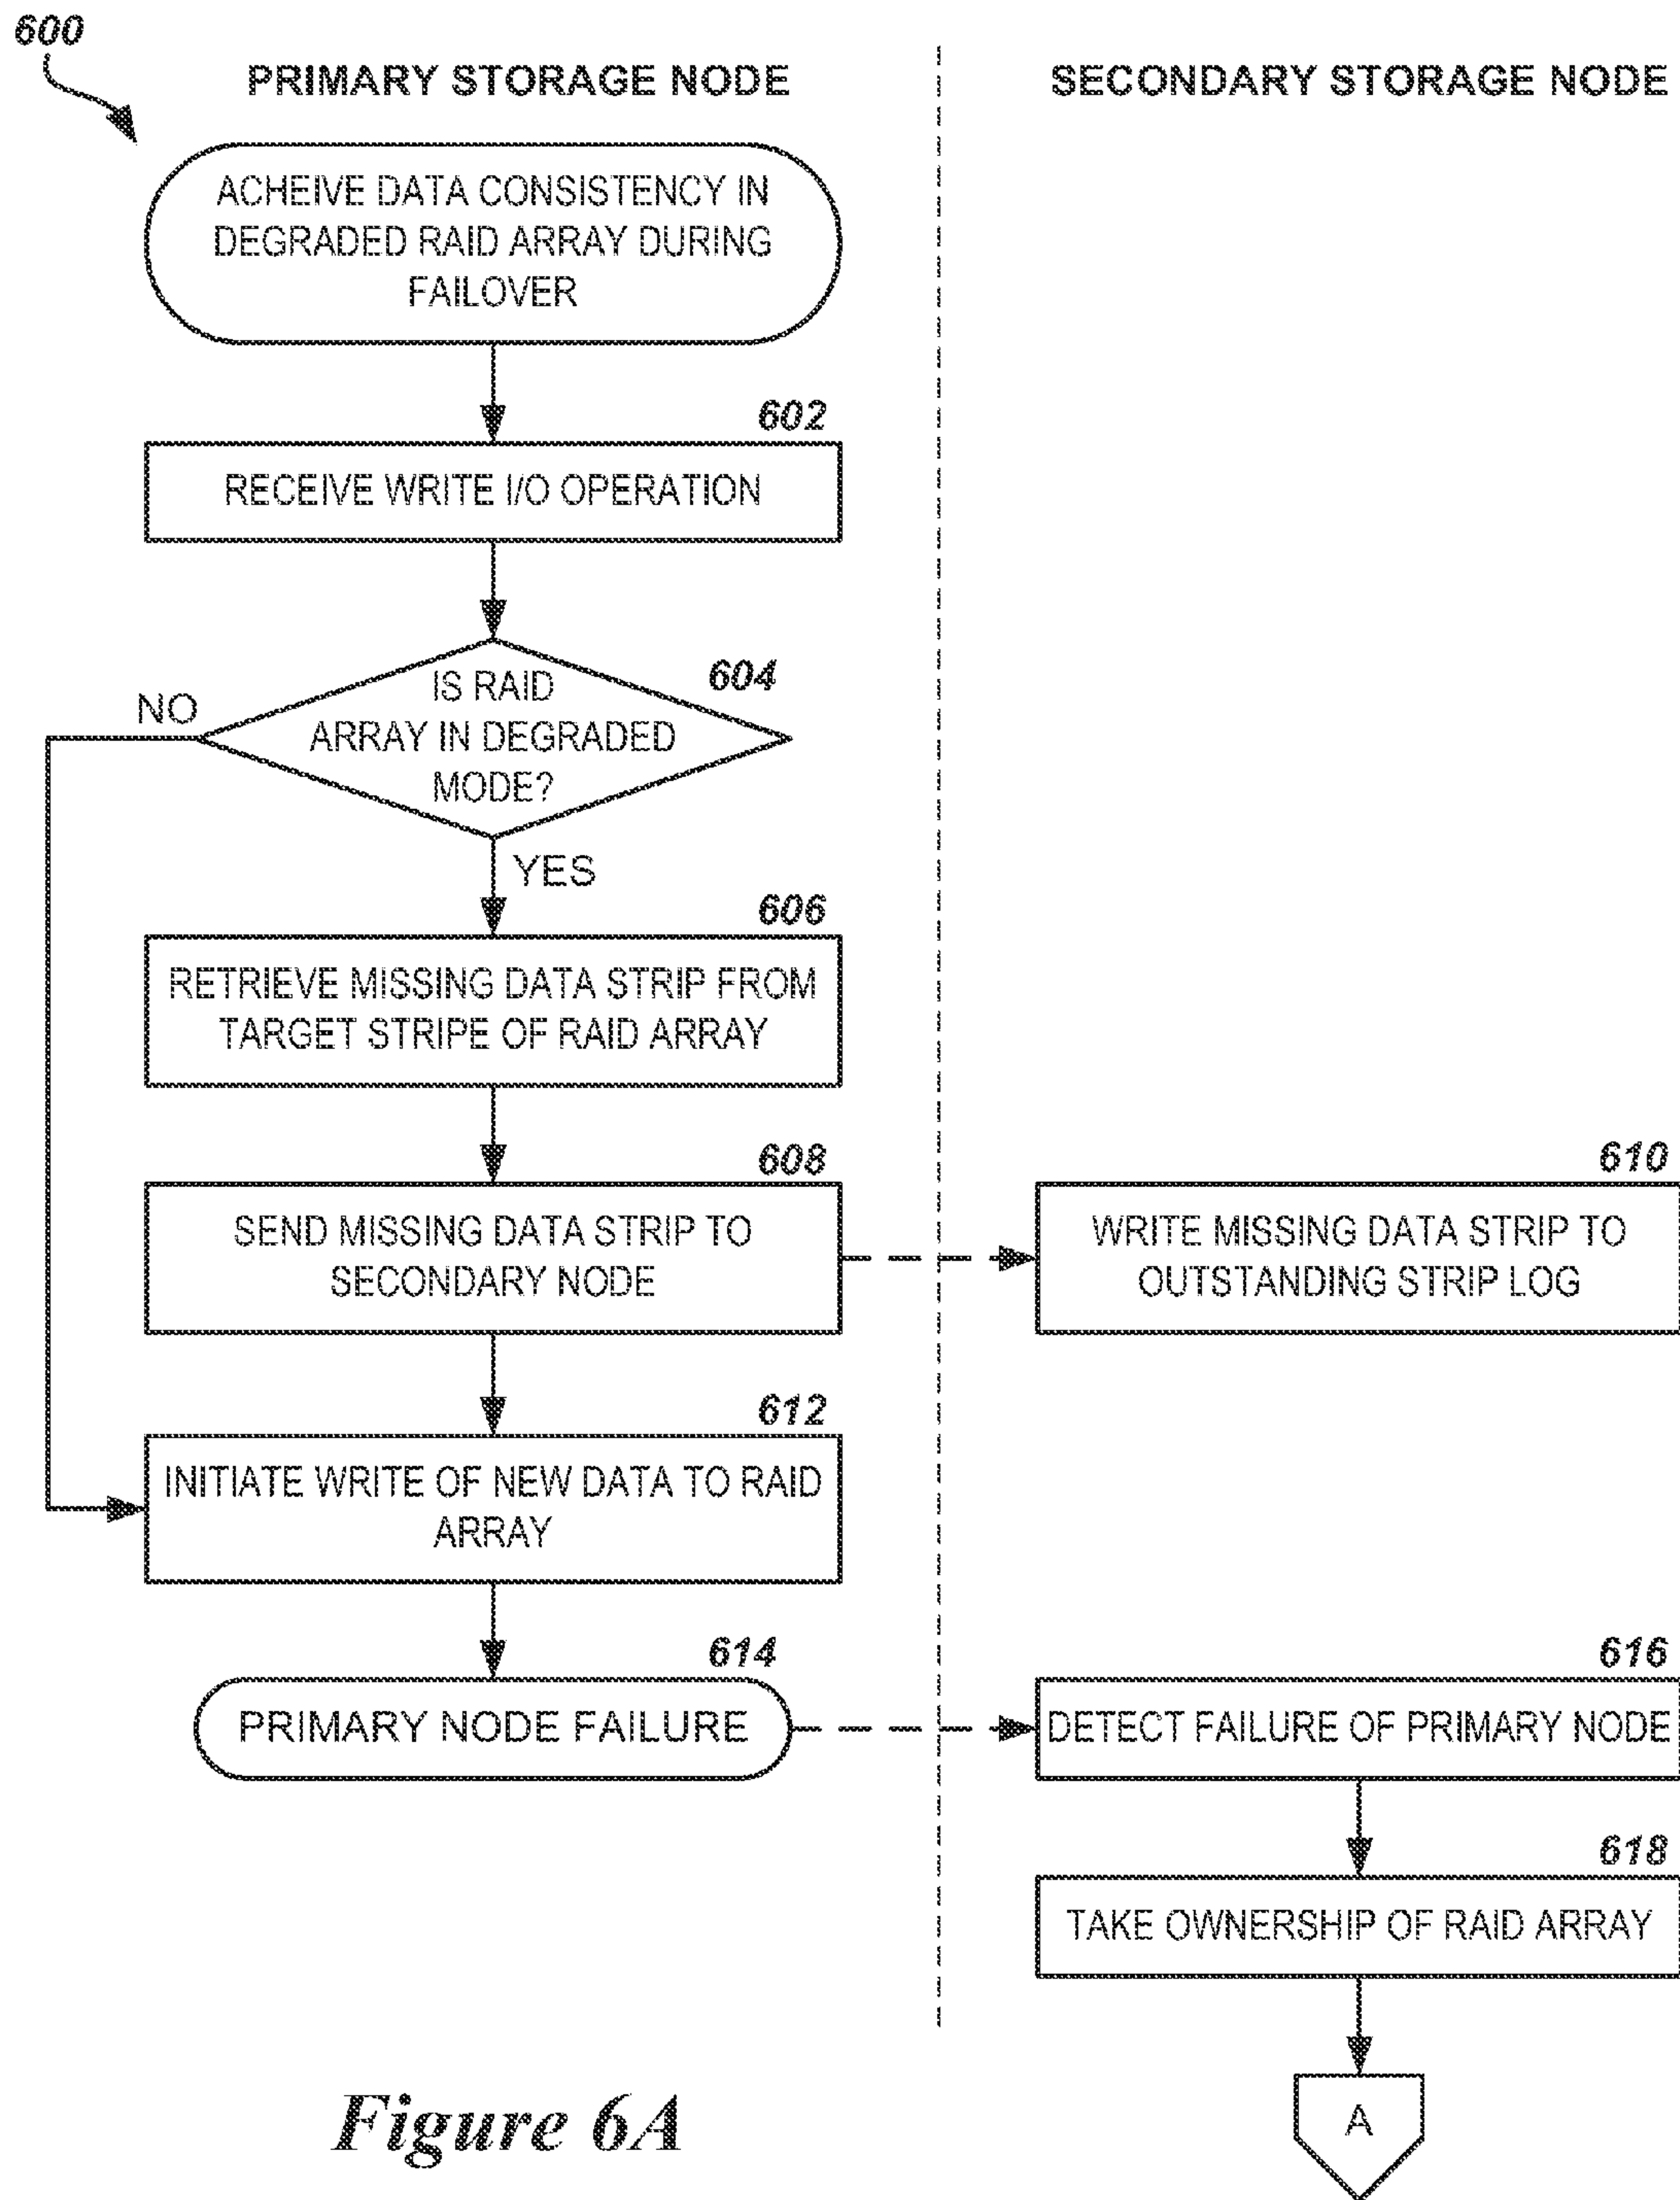 600
PRIMARY STORAGE NODE
SECONDARY STORAGE NODE
ACHEIVE DATA CONSISTENCY IN
DEGRADED RAID ARRAY DURING
FAILOVER
602
RECEIVE WRITE I/O OPERATION
604
IS RAID
ARRAY IN DEGRADED
MODE?
NO
YES
606
RETRIEVE MISSING DATA STRIP FROM
TARGET STRIPE OF RAID ARRAY
608
SEND MISSING DATA STRIP TO
SECONDARY NODE
610
WRITE MISSING DATA STRIP TO
OUTSTANDING STRIP LOG
612
INITIATE WRITE OF NEW DATA TO RAID
ARRAY
614
PRIMARY NODE FAILURE
616
DETECT FAILURE OF PRIMARY NODE
618
TAKE OWNERSHIP OF RAID ARRAY
A
Figure 6A